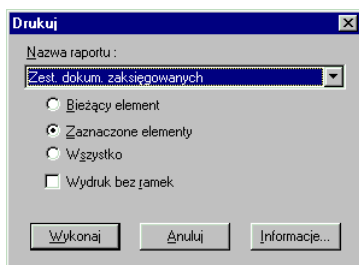 Drukuj
Nazwa raportu :
Zest. dokum. zaksięgowanych
Bieżący element
Zaznaczone elementy
Wszystko
Wydruk bez ramek
Wykonaj Anuluj Informacje...